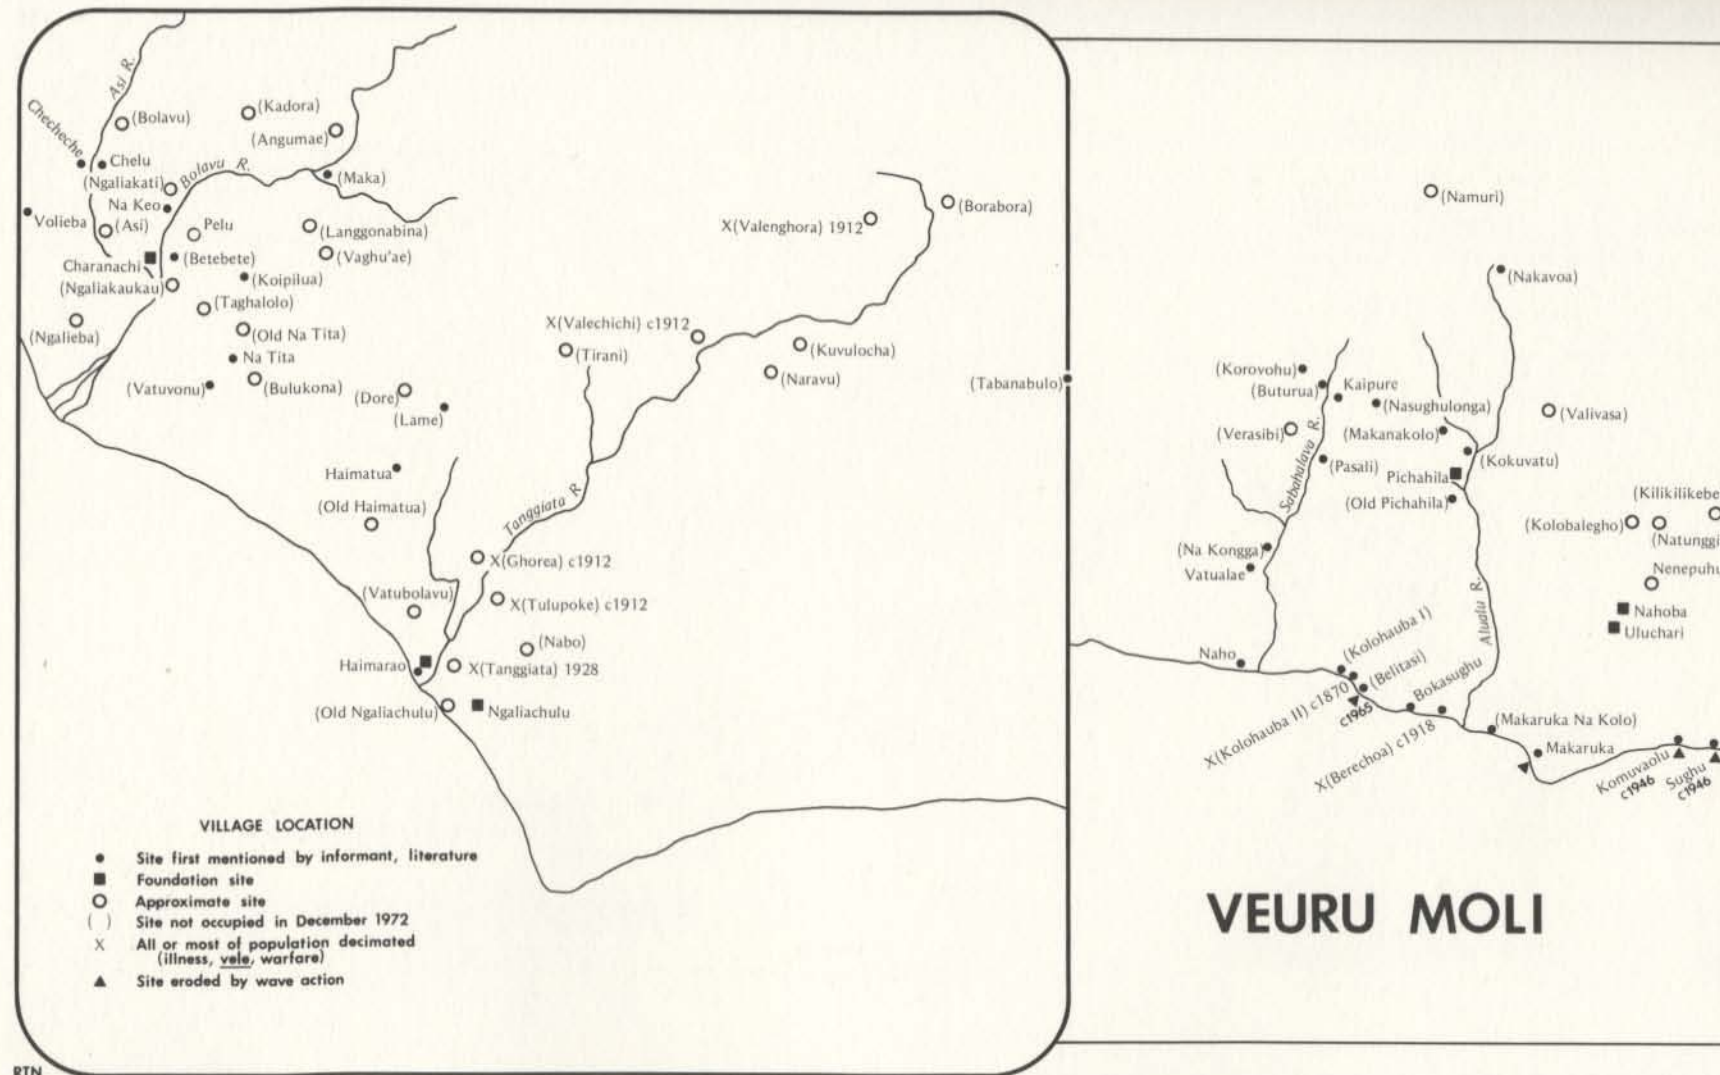 Asi R.
Checheche
(Bolavu)
(Kadora)
(Angumae)
Chelu
(Ngaliakati)
Bolavu R.
(Maka)
Na Keo
Volieba
(Asi)
Pelu
(Langgonabina)
(Vaghu'ae)
Charanachi
(Betebete)
(Ngaliakaukau)
(Koipilua)
(Taghalolo)
(Ngalieba)
(Old Na Tita)
Na Tita
(Vatuvonu)
(Bulukona)
(Dore)
(Lame)
Haimatua
(Old Haimatua)
X(Valenghora) 1912
(Borabora)
X(Valechichi) c1912
(Tirani)
(Kuvulocha)
(Naravu)
(Tabanabulo)
Tanggiata R
X(Ghorea) c1912
(Vatubolavu)
X(Tulupoke) c1912
(Nabo)
Haimarao
X(Tanggiata) 1928
(Old Ngaliachulu)
Ngaliachulu
VILLAGE LOCATION
Site first mentioned by informant, literature
Foundation site
Approximate site
( ) Site not occupied in December 1972
X All or most of population decimated
(illness, vele, warfare)
Site eroded by wave action
RTN
(Namuri)
(Nakavoa)
(Korovohu)
(Buturua)
Kaipure
(Nasughulonga)
(Valivasa)
(Verasibi)
(Makanakolo)
Sabahalava R.
(Pasali)
(Kokuvatu)
Pichahila
(Old Pichahila)
(Kilikilikebe
(Kolobalegho)
(Natunggi
(Na Kongga)
Vatualae
Nenepuhu
Nahoba
Uluchari
Alualu R.
Naho
(Kolohauba I)
(Belitasi)
X(Kolohauba II) c1870
c1965
Bokasughu
X(Berechoa) c1918
(Makaruka Na Kolo)
Makaruka
Komuvaolu
c1946
Sughu
c1946
VEURU MOLI